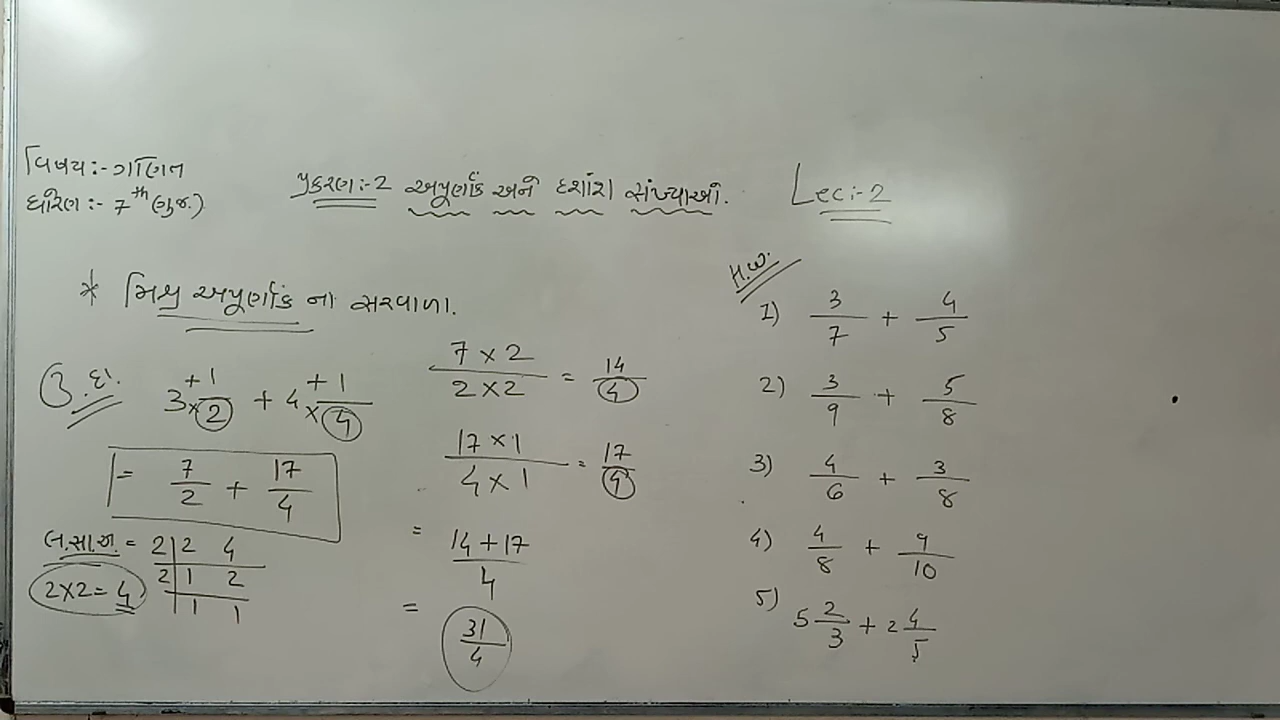 વિષય:- ગણિત
ધોરણ:- 7th (ગુજ.)
પ્રકરણ:-2 અપૂર્ણાંક અને દશાંશ સંખ્યાઓ.
Lec:-2
* મિશ્ર અપૂર્ણાંક ના સરવાળા.
ઉ.દા. 3 +1/×2 + 4 +1/×4
= 7/2 + 17/4
લ.સા.અ. = 2 | 2 4
2 | 1 2
1 1
2×2=4
7 × 2 / 2 × 2 = 14/4
17 × 1 / 4 × 1 = 17/4
= 14 + 17 / 4
= 31/4
H.W.
1) 3/7 + 4/5
2) 3/9 + 5/8
3) 4/6 + 3/8
4) 4/8 + 9/10
5) 5 2/3 + 2 4/5